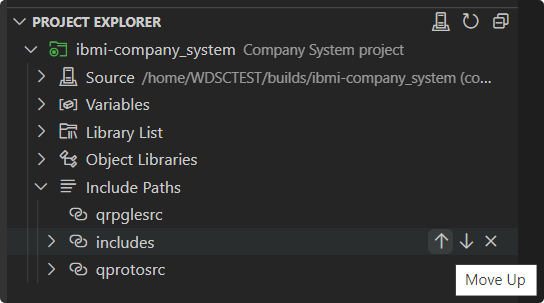 PROJECT EXPLORER
ibmi-company_system Company System project
Source /home/WDSCTEST/builds/ibmi-company_system (co...
Variables
Library List
Object Libraries
Include Paths
qrpglesrc
includes
qprotosrc
Move Up